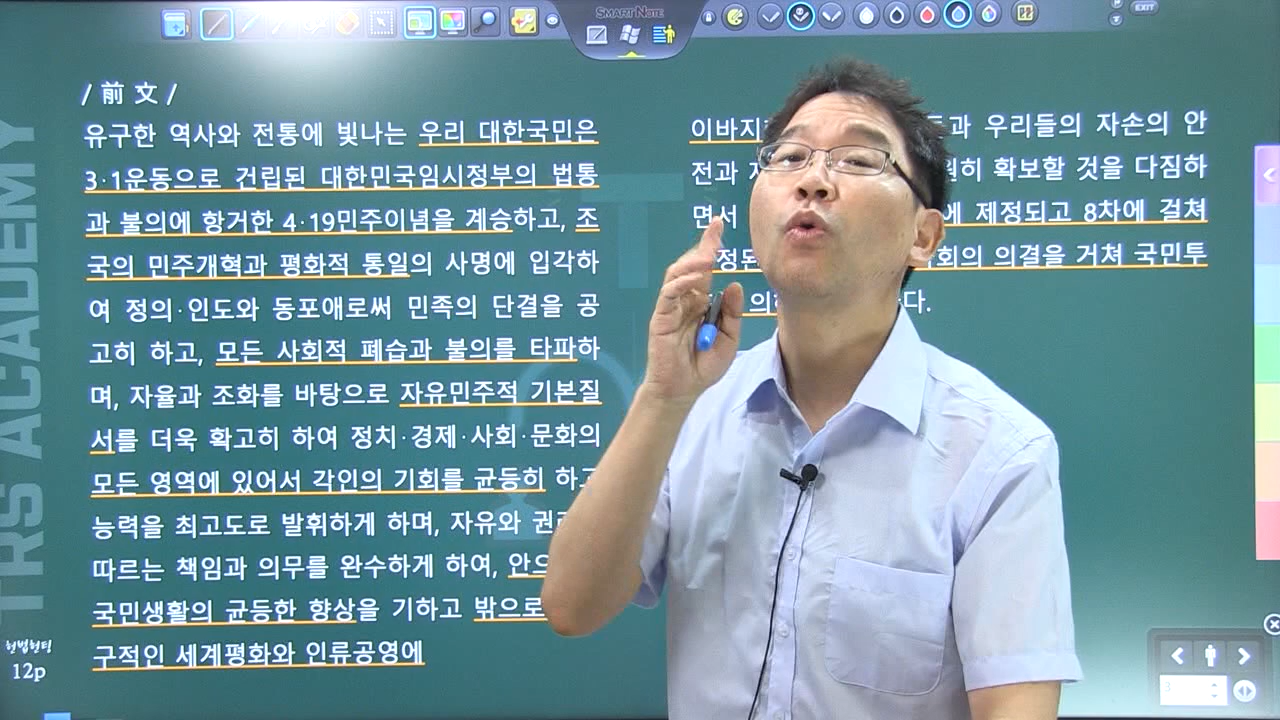 SMART NOTE
EXIT
/ 前 文 /
유구한 역사와 전통에 빛나는 우리 대한국민은
3·1운동으로 건립된 대한민국임시정부의 법통
과 불의에 항거한 4·19민주이념을 계승하고, 조
국의 민주개혁과 평화적 통일의 사명에 입각하
여 정의·인도와 동포애로써 민족의 단결을 공
고히 하고, 모든 사회적 폐습과 불의를 타파하
며, 자율과 조화를 바탕으로 자유민주적 기본질
서를 더욱 확고히 하여 정치·경제·사회·문화의
모든 영역에 있어서 각인의 기회를 균등히 하고
능력을 최고도로 발휘하게 하며, 자유와
따르는 책임과 의무를 완수하게 하여,
국민생활의 균등한 향상을 기하고 밖으로
구적인 세계평화와 인류공영에
이바지 과 우리들의 자손의 안
전과 확보할 것을 다짐하
면서 에 제정되고 8차에 걸쳐
의결을 거쳐 국민투
다.
TRS ACADEMY
헌법헌팅
12p
3